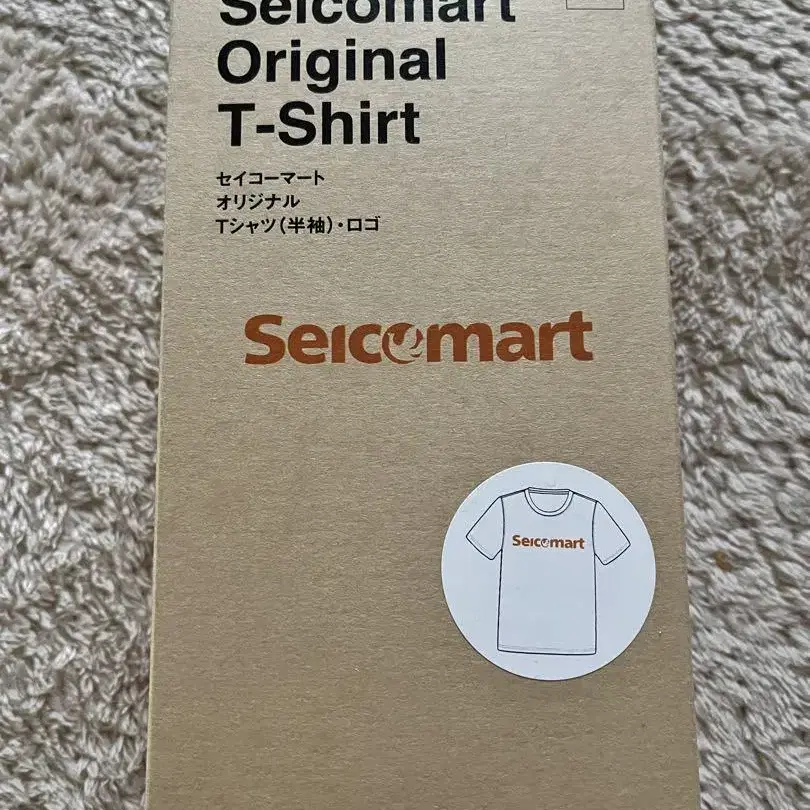 Seicomart
Original
T-Shirt
セイコーマート
オリジナル
Tシャツ(半袖)・ロゴ
Seicomart
Seicomart